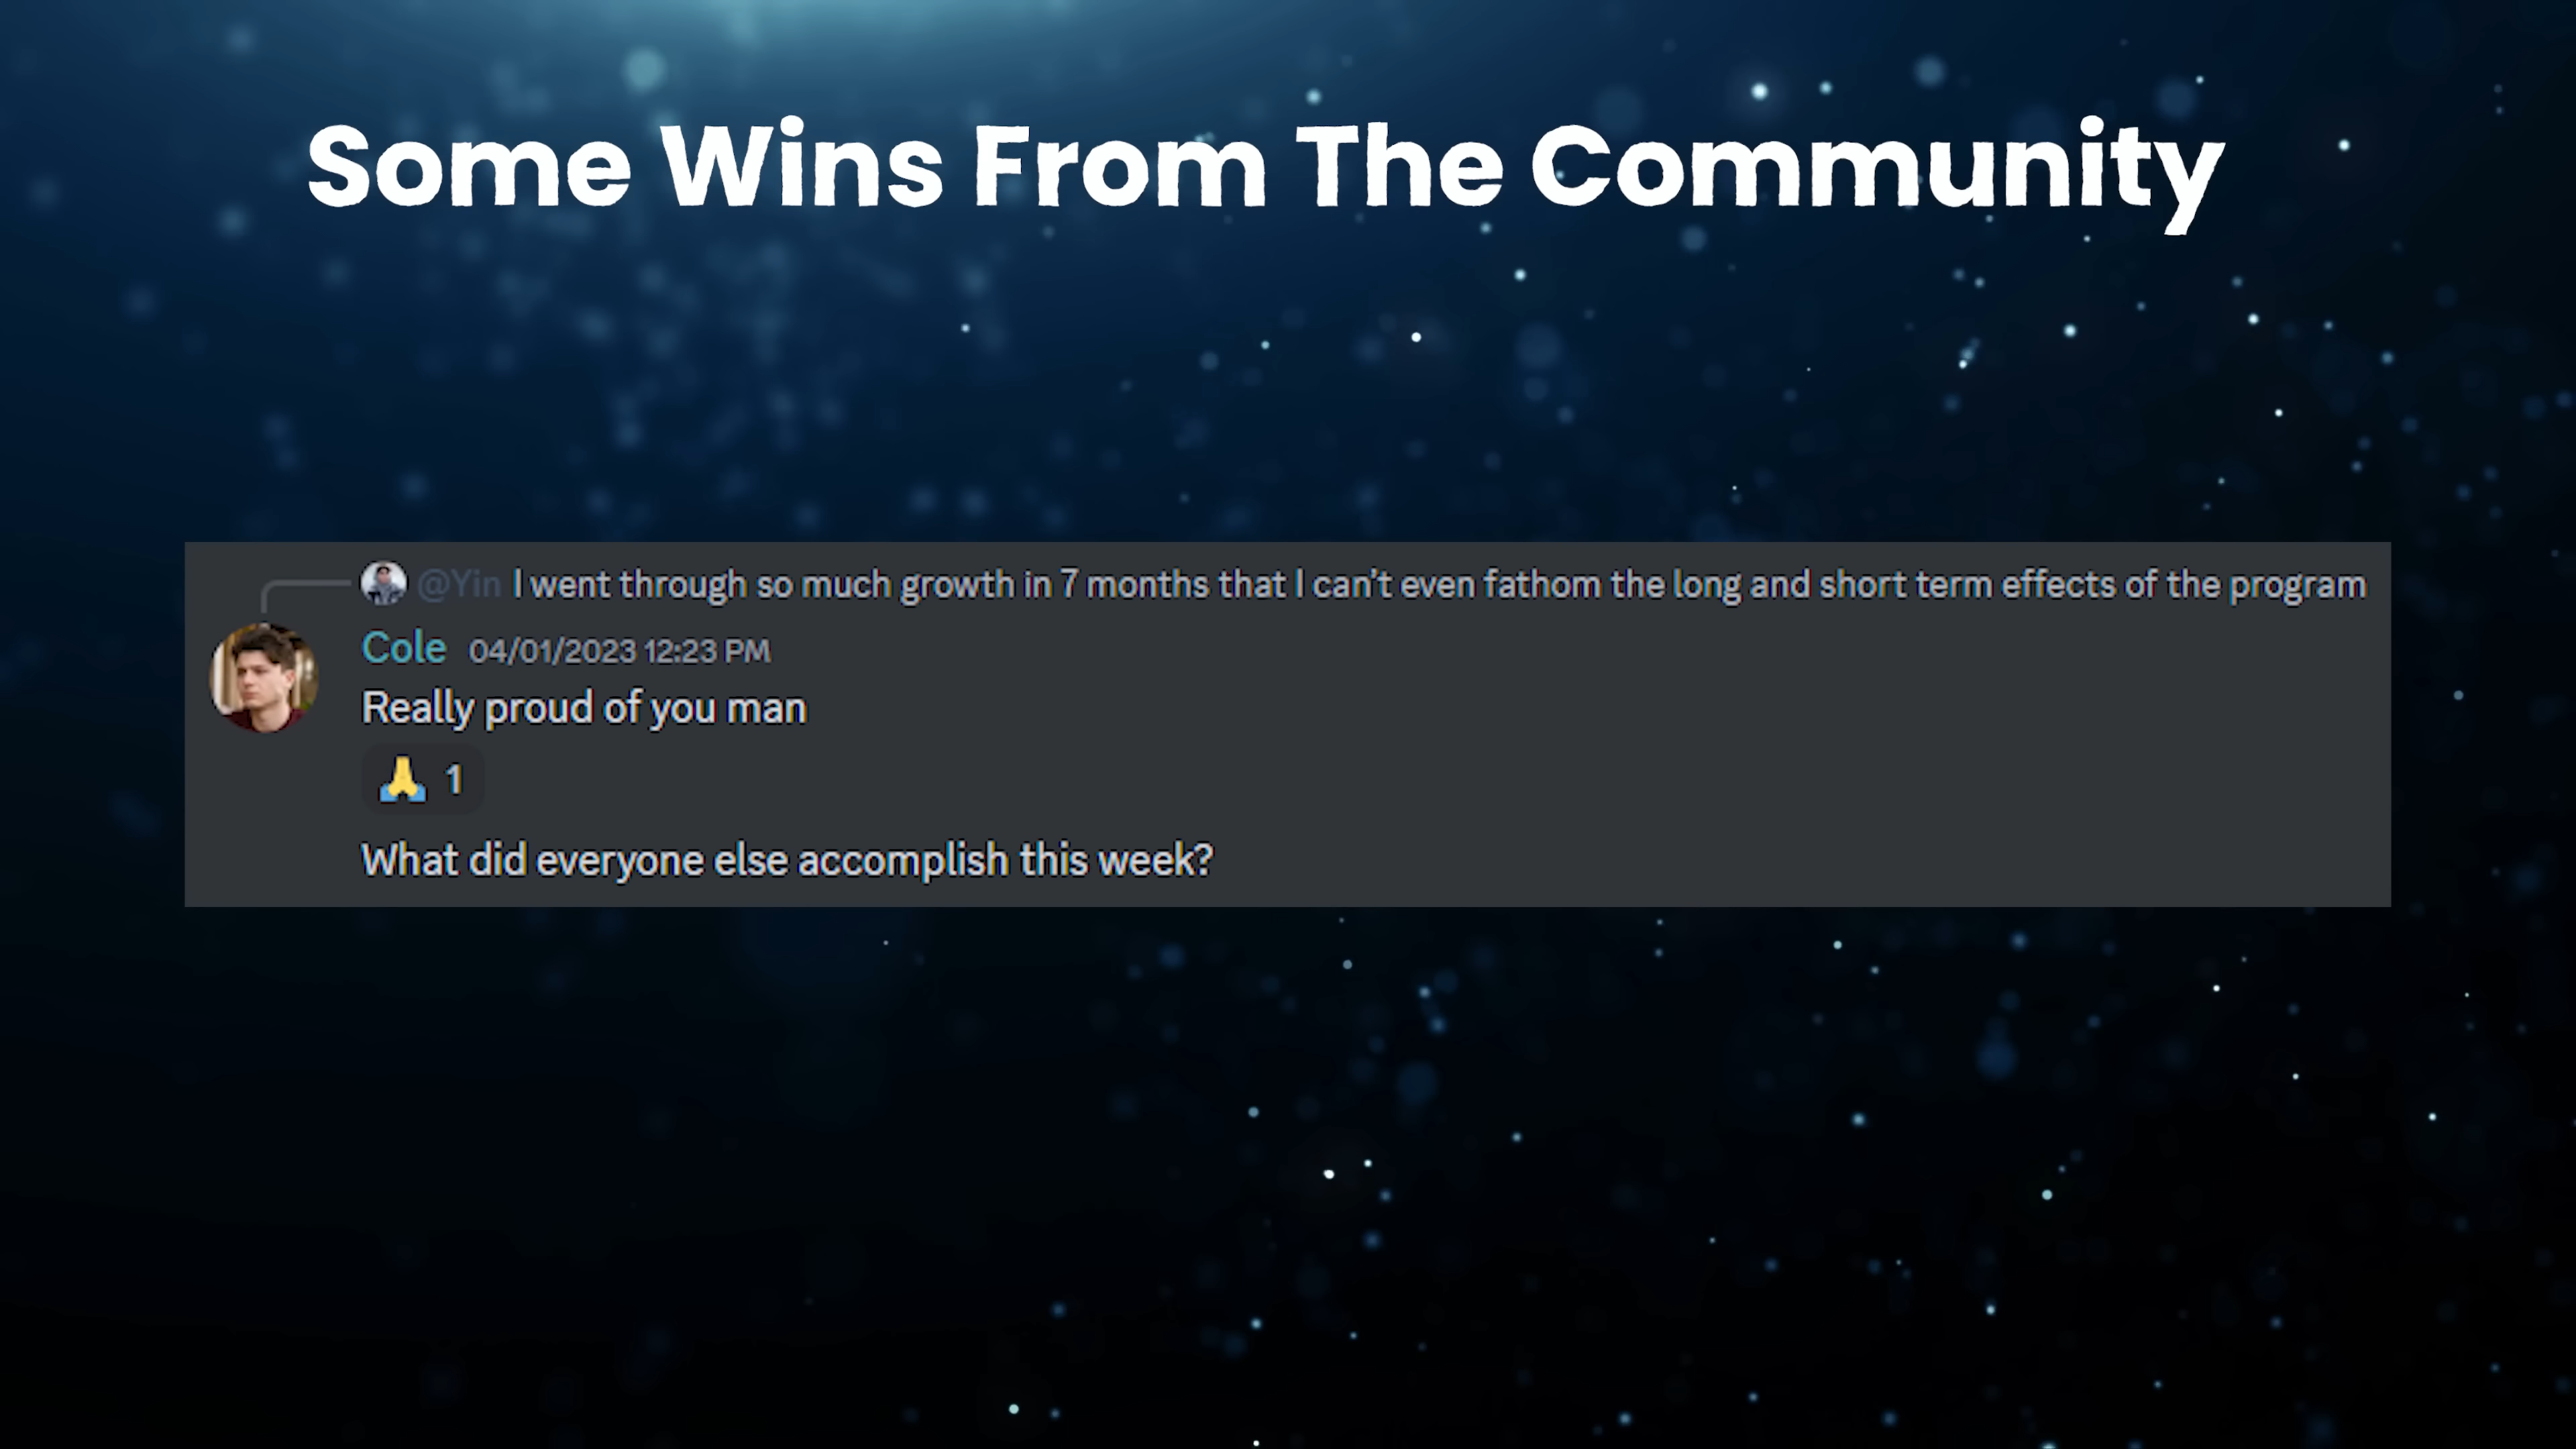 Some Wins From The Community
@Yin I went through so much growth in 7 months that I can't even fathom the long and short term effects of the program
Cole 04/01/2023 12:23 PM
Really proud of you man
🙏 1
What did everyone else accomplish this week?